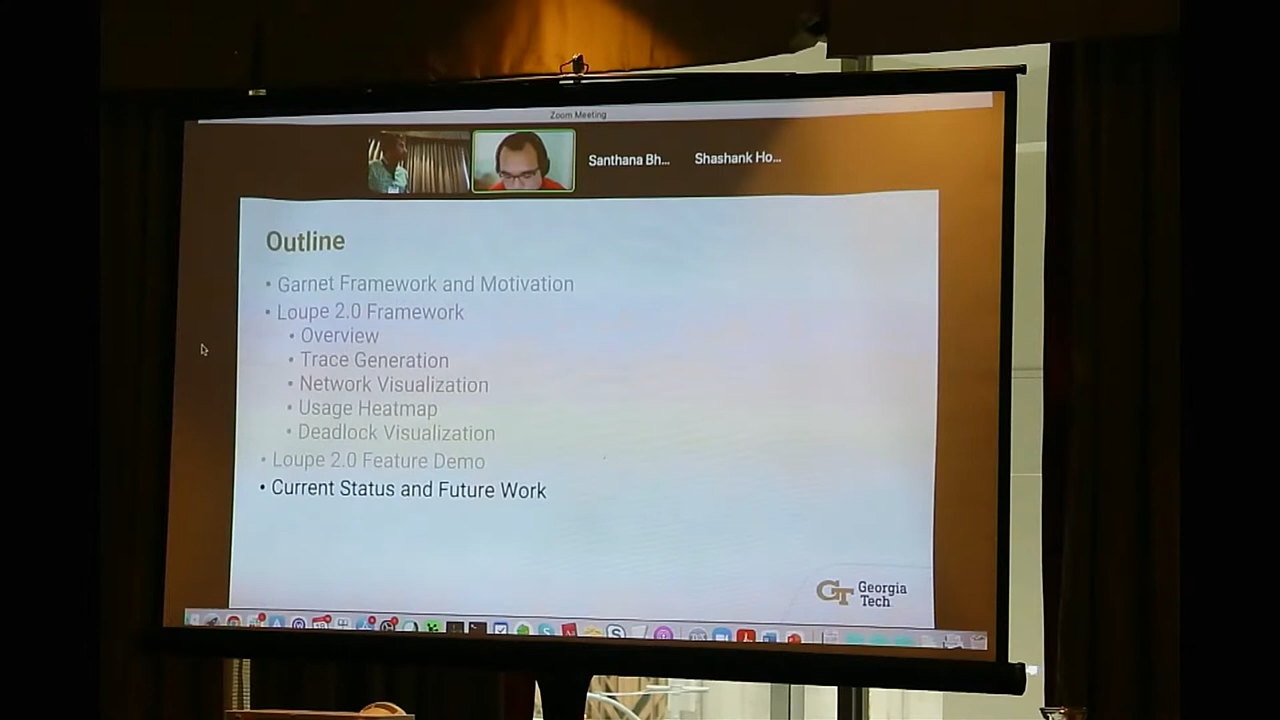 Zoom Meeting
Santhana Bh... Shashank Ho...
Outline
• Garnet Framework and Motivation
• Loupe 2.0 Framework
• Overview
• Trace Generation
• Network Visualization
• Usage Heatmap
• Deadlock Visualization
• Loupe 2.0 Feature Demo
• Current Status and Future Work
GT Georgia
Tech